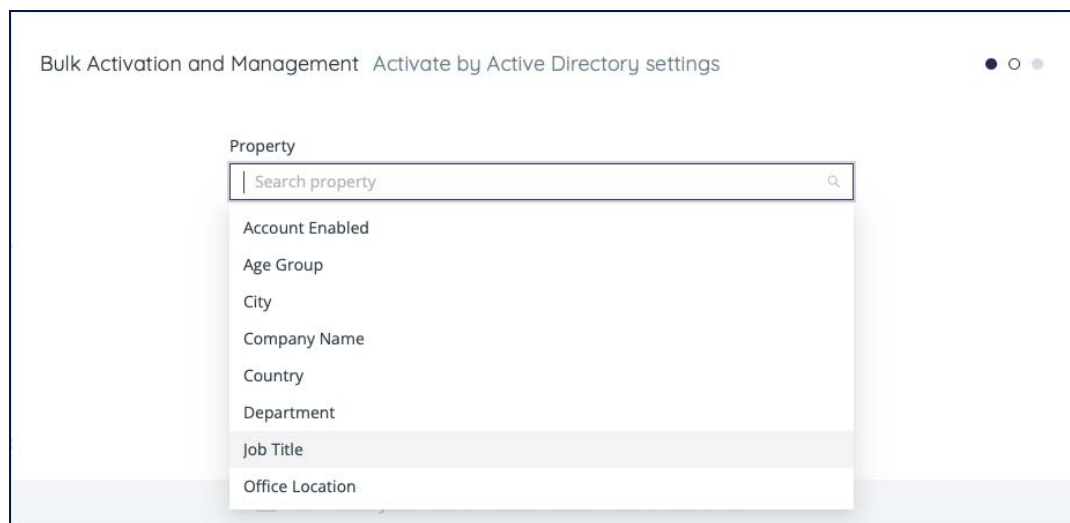 Bulk Activation and Management Activate by Active Directory settings
Property
Search property
Account Enabled
Age Group
City
Company Name
Country
Department
Job Title
Office Location